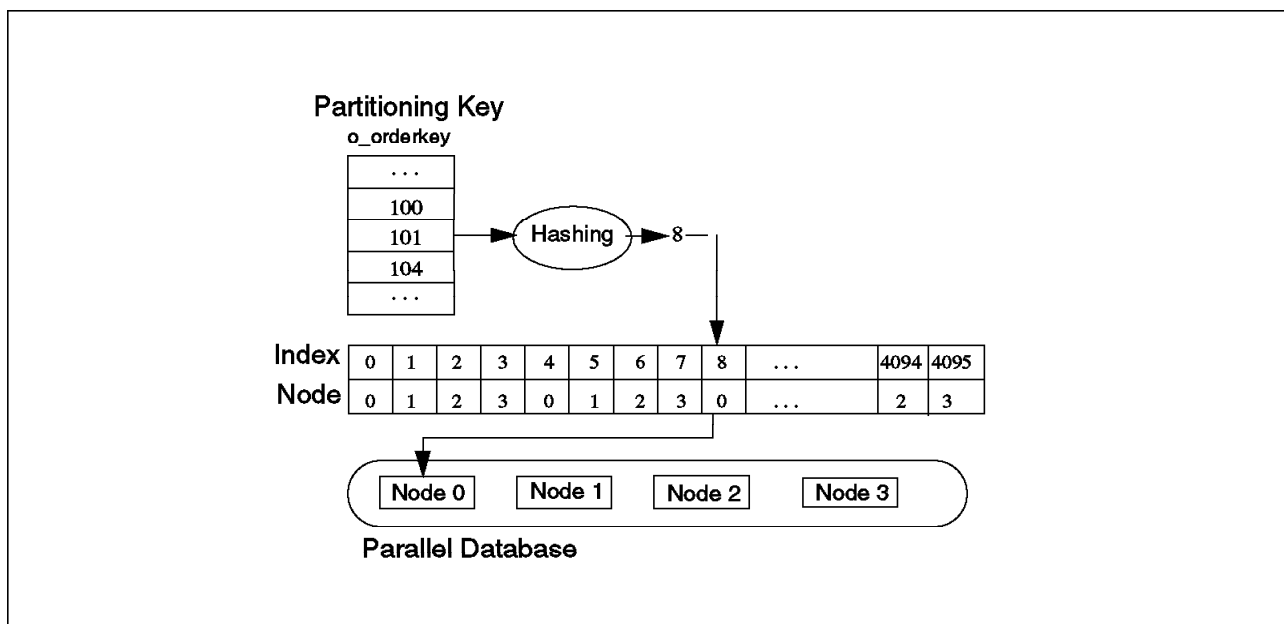 Partitioning Key
o_orderkey
. . .
100
101
104
. . .
Hashing
8
Index 0 1 2 3 4 5 6 7 8 . . . 4094 4095
Node 0 1 2 3 0 1 2 3 0 . . . 2 3
Node 0 Node 1 Node 2 Node 3
Parallel Database